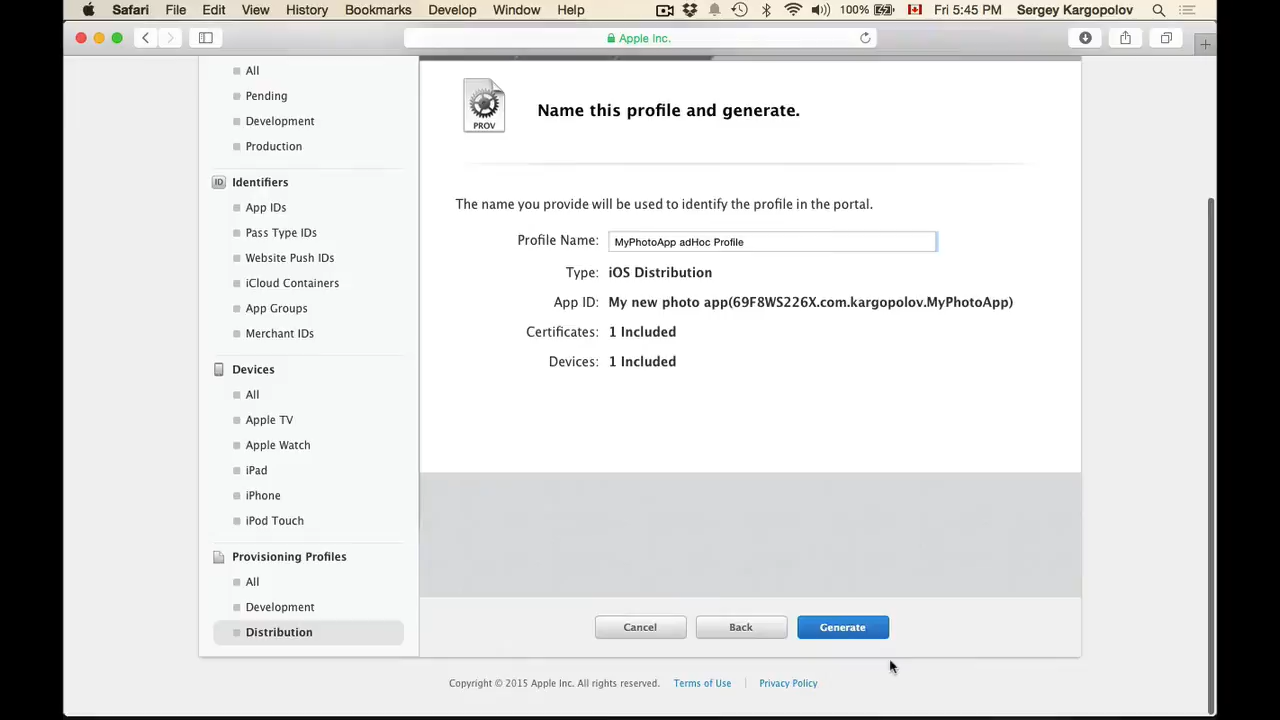 Safari File Edit View History Bookmarks Develop Window Help 100% Fri 5:45 PM Sergey Kargopolov
Apple Inc.
All
Pending
Development
Production
ID Identifiers
App IDs
Pass Type IDs
Website Push IDs
iCloud Containers
App Groups
Merchant IDs
Devices
All
Apple TV
Apple Watch
iPad
iPhone
iPod Touch
Provisioning Profiles
All
Development
Distribution
PROV
Name this profile and generate.
The name you provide will be used to identify the profile in the portal.
Profile Name: MyPhotoApp adHoc Profile
Type: iOS Distribution
App ID: My new photo app(69F8WS226X.com.kargopolov.MyPhotoApp)
Certificates: 1 Included
Devices: 1 Included
Cancel Back Generate
Copyright © 2015 Apple Inc. All rights reserved. Terms of Use Privacy Policy